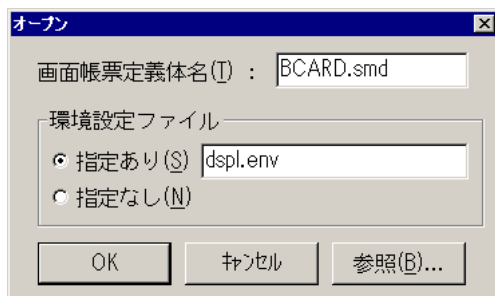 オープン
画面帳票定義体名(T) : BCARD.smd
環境設定ファイル
指定あり(S) dspl.env
指定なし(N)
OK キャンセル 参照(B)...